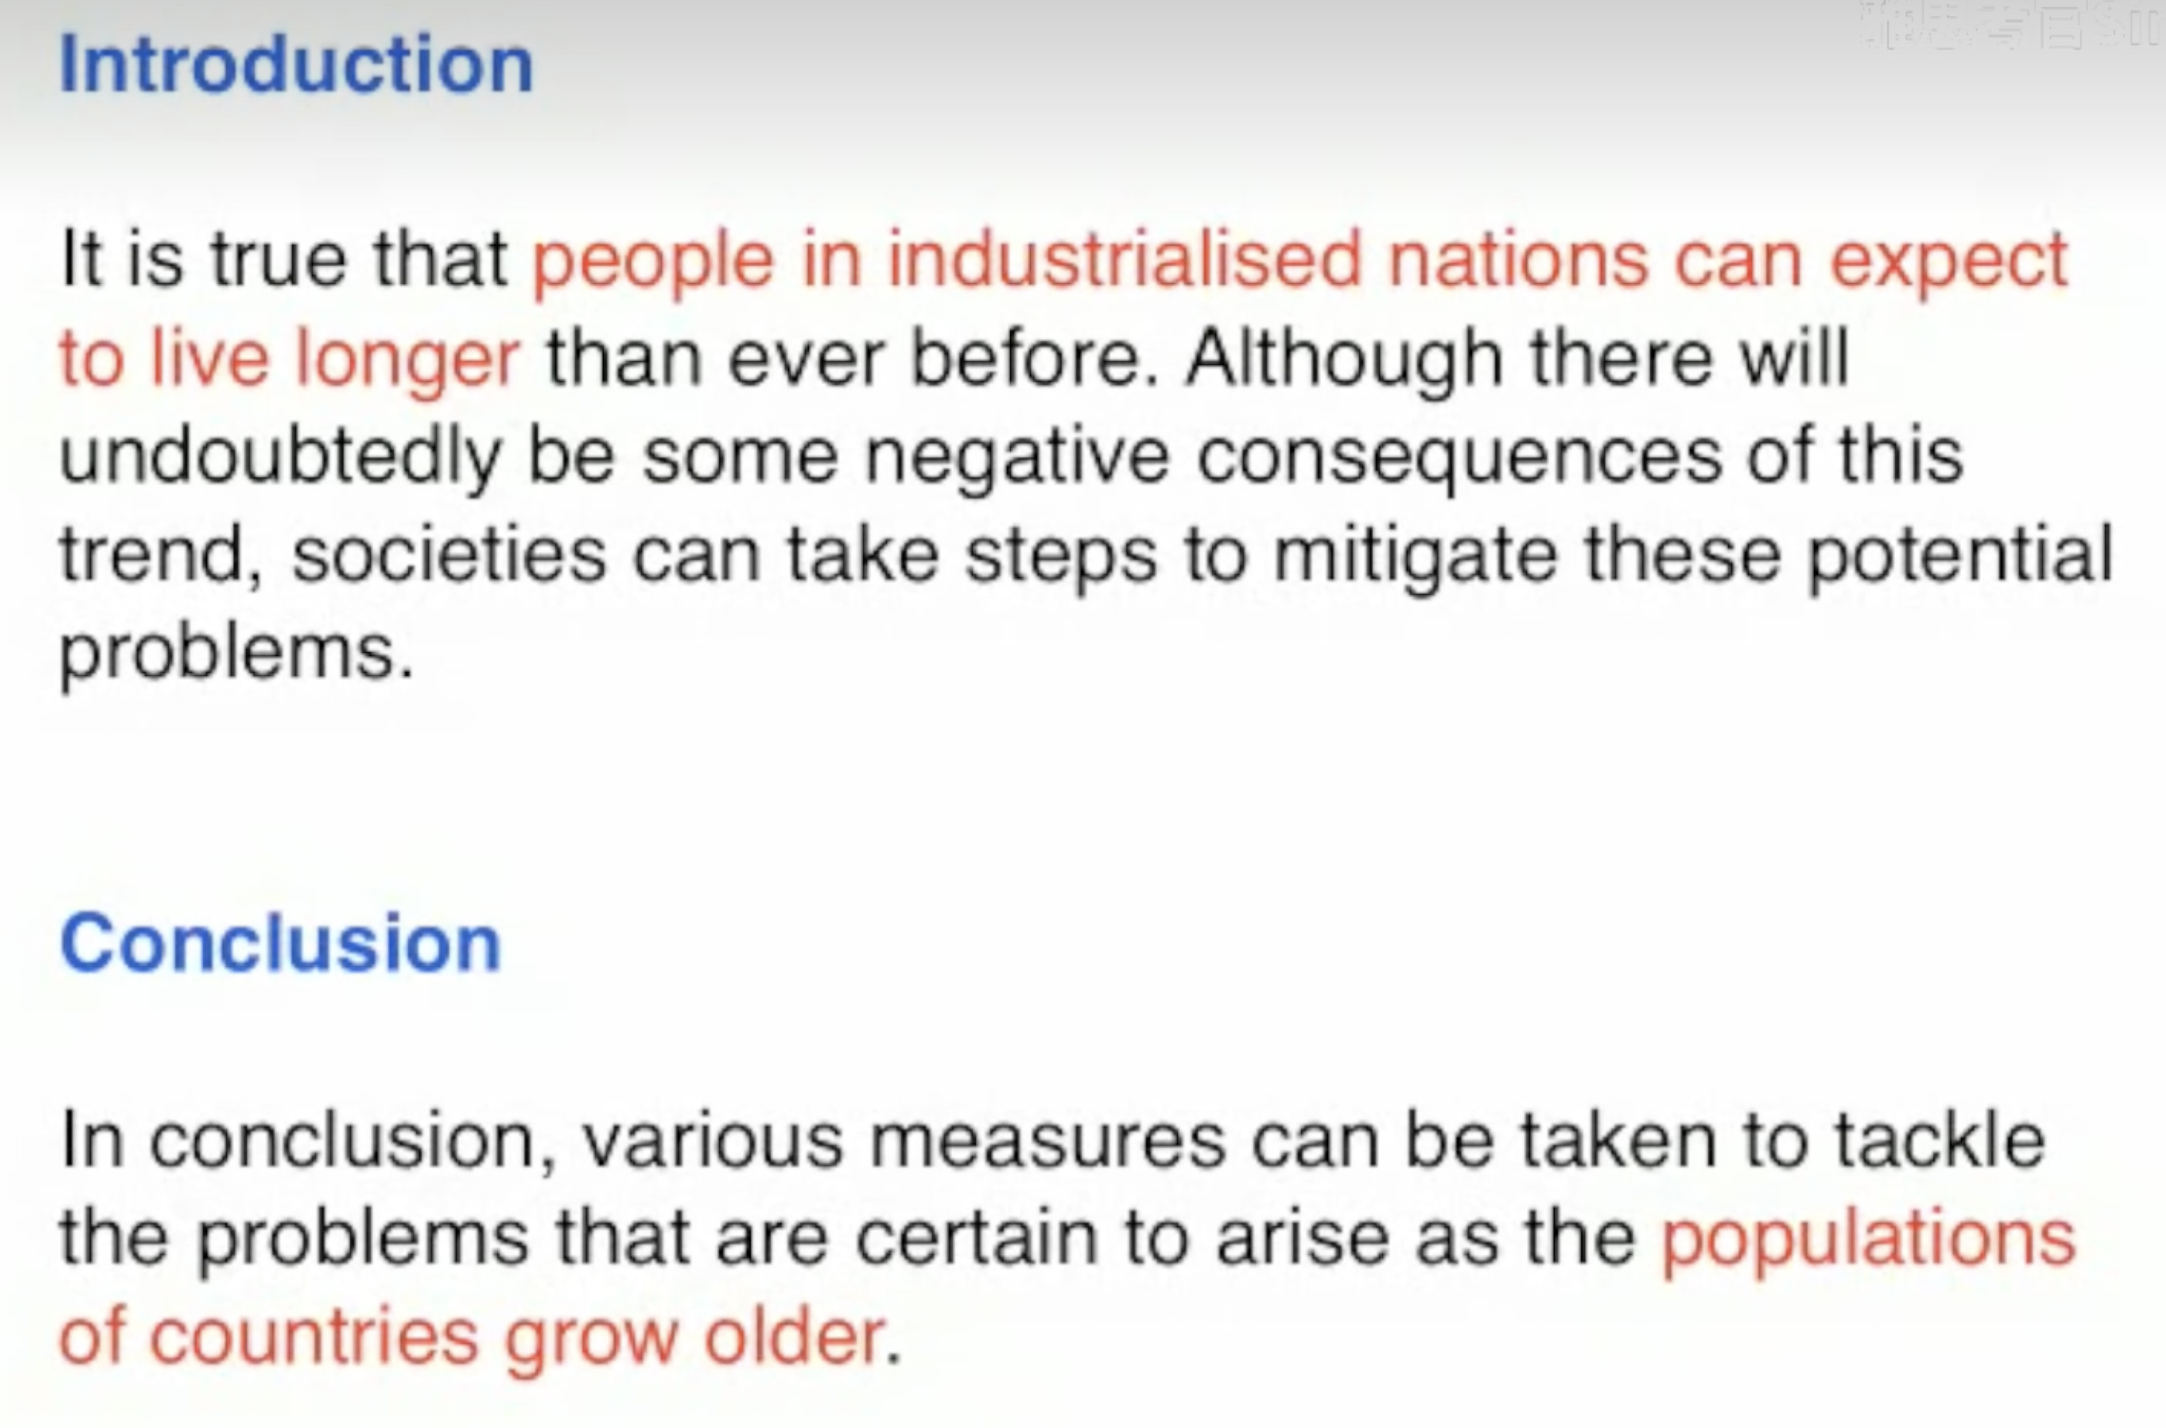 Introduction
It is true that people in industrialised nations can expect
to live longer than ever before. Although there will
undoubtedly be some negative consequences of this
trend, societies can take steps to mitigate these potential
problems.
Conclusion
In conclusion, various measures can be taken to tackle
the problems that are certain to arise as the populations
of countries grow older.